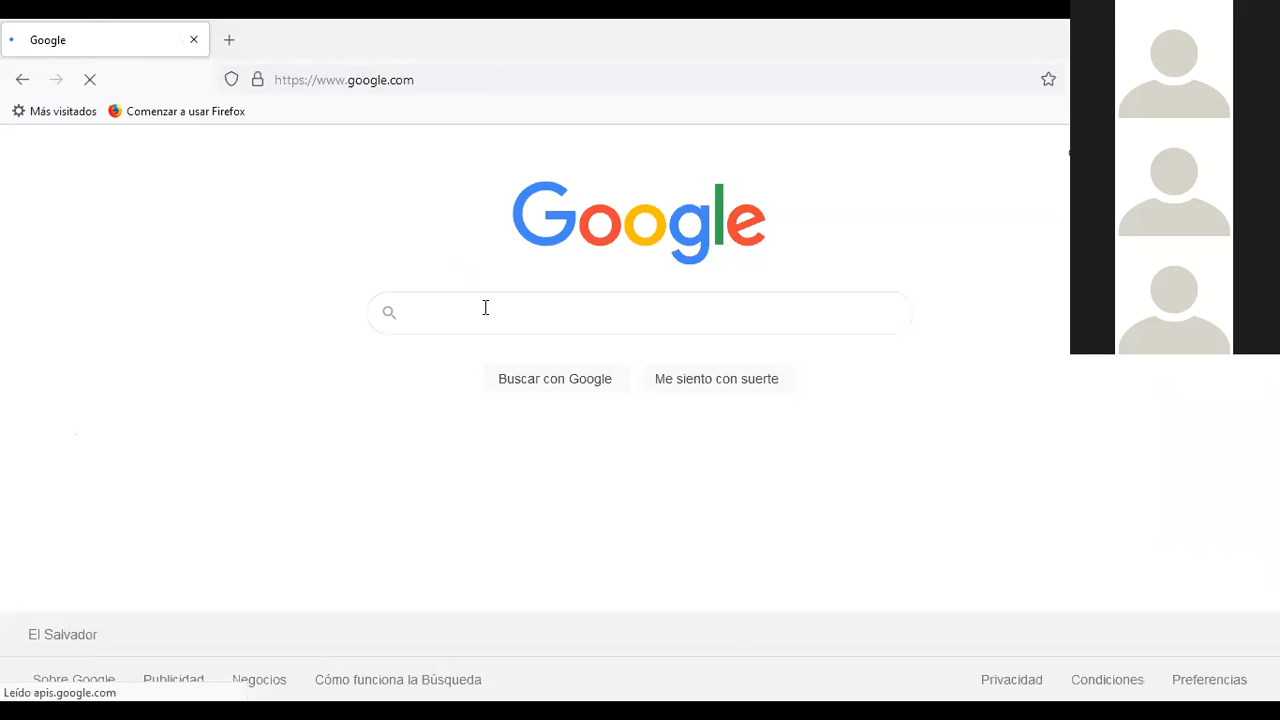 Google
https://www.google.com
Más visitados Comenzar a usar Firefox
Google
Buscar con Google Me siento con suerte
El Salvador
Sobre Google Publicidad Negocios Cómo funciona la Búsqueda Privacidad Condiciones Preferencias
Leído apis.google.com